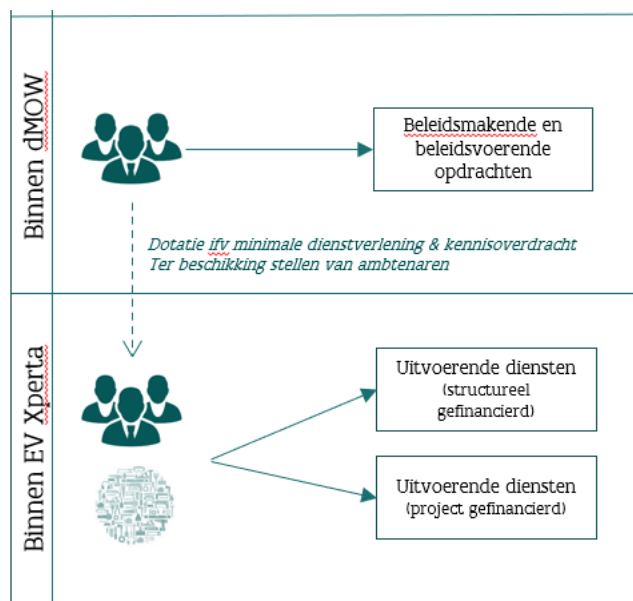 Binnen dMOW
Beleidsmakende en
beleidsvoerende
opdrachten
Dotatie ifv minimale dienstverlening & kennisoverdracht
Ter beschikking stellen van ambtenaren
Binnen EV Xperta
Uitvoerende diensten
(structureel
gefinancierd)
Uitvoerende diensten
(project gefinancierd)